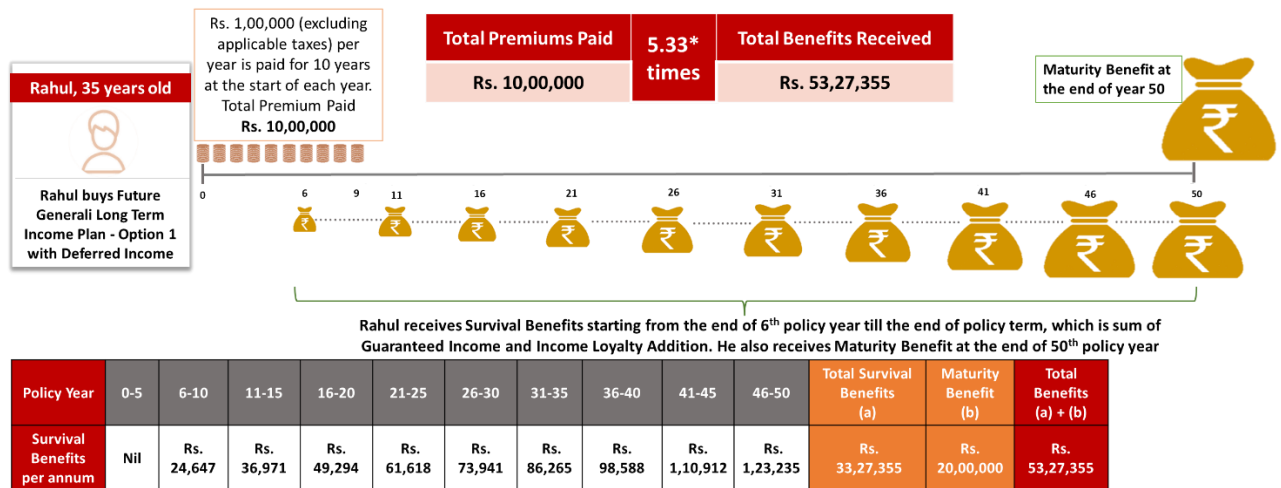 Rs. 1,00,000 (excluding
applicable taxes) per
year is paid for 10 years
at the start of each year.
Total Premium Paid
Rs. 10,00,000
Total Premiums Paid
5.33*
times
Total Benefits Received
Rs. 10,00,000
Rs. 53,27,355
Maturity Benefit at
the end of year 50
₹
Rahul, 35 years old
Rahul buys Future
Generali Long Term
Income Plan - Option 1
with Deferred Income
0 6 9 11 16 21 26 31 36 41 46 50
₹ ₹ ₹ ₹ ₹ ₹ ₹ ₹ ₹ ₹
Rahul receives Survival Benefits starting from the end of 6th policy year till the end of policy term, which is sum of
Guaranteed Income and Income Loyalty Addition. He also receives Maturity Benefit at the end of 50th policy year
Policy Year
0-5
6-10
11-15
16-20
21-25
26-30
31-35
36-40
41-45
46-50
Total Survival
Benefits
(a)
Maturity
Benefit
(b)
Total
Benefits
(a) + (b)
Survival
Benefits
per annum
Nil
Rs.
24,647
Rs.
36,971
Rs.
49,294
Rs.
61,618
Rs.
73,941
Rs.
86,265
Rs.
98,588
Rs.
1,10,912
Rs.
1,23,235
Rs.
33,27,355
Rs.
20,00,000
Rs.
53,27,355